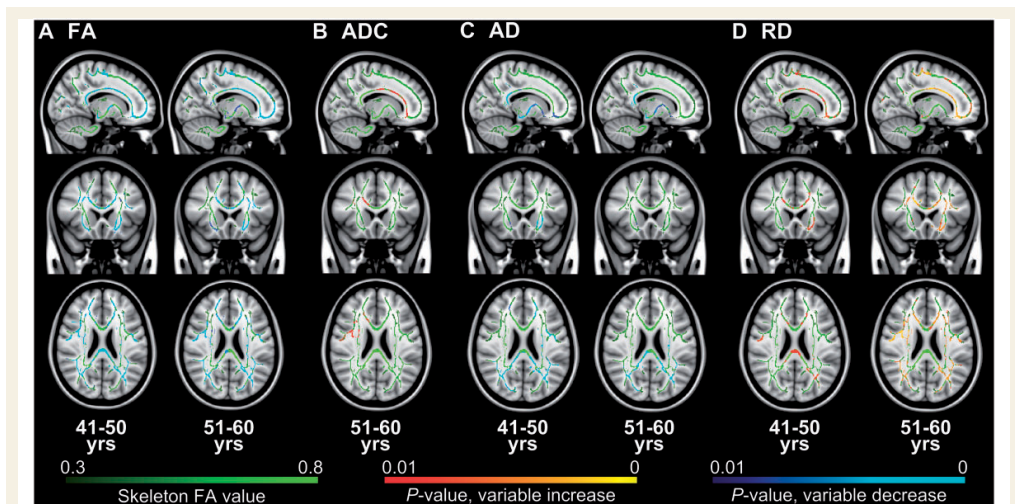 A FA
B ADC
C AD
D RD
41-50 yrs
51-60 yrs
51-60 yrs
41-50 yrs
51-60 yrs
41-50 yrs
51-60 yrs
0.3
0.8
0.01
0
0.01
0
Skeleton FA value
P-value, variable increase
P-value, variable decrease